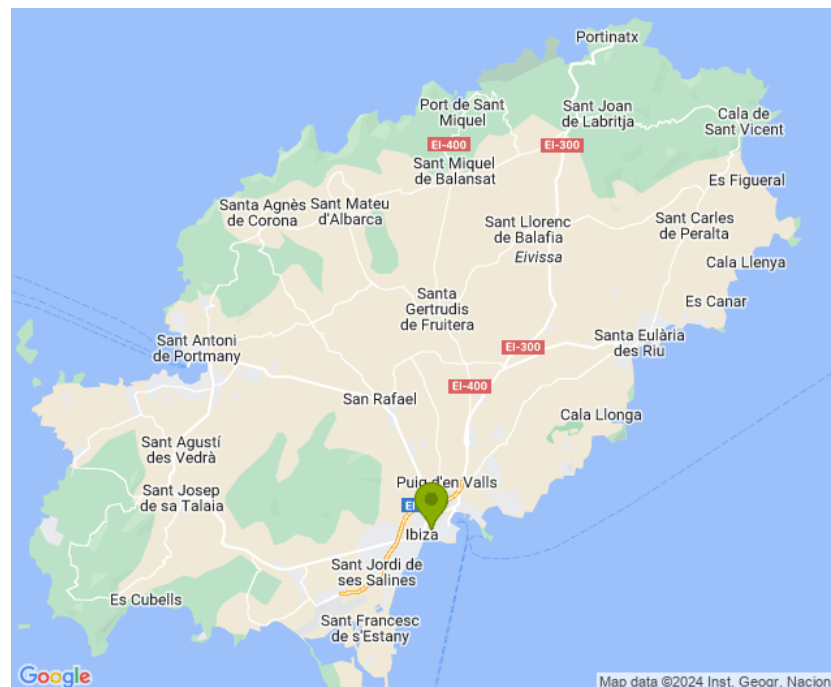 Portinatx
Port de Sant
Miquel
Sant Joan
de Labritja
Cala de
Sant Vicent
EI-400
EI-300
Sant Miquel
de Balansat
Es Figueral
Santa Agnès
de Corona
Sant Mateu
d'Albarca
Sant Llorenc
de Balafia
Sant Carles
de Peralta
Eivissa
Cala Llenya
Santa
Gertrudis
de Fruitera
Es Canar
Sant Antoni
de Portmany
EI-300
Santa Eulària
des Riu
EI-400
San Rafael
Cala Llonga
Sant Agustí
des Vedrà
Puig d'en Valls
Sant Josep
de sa Talaia
Ibiza
Sant Jordi de
ses Salines
Es Cubells
Sant Francesc
de s'Estany
Google
Map data ©2024 Inst. Geogr. Nacion